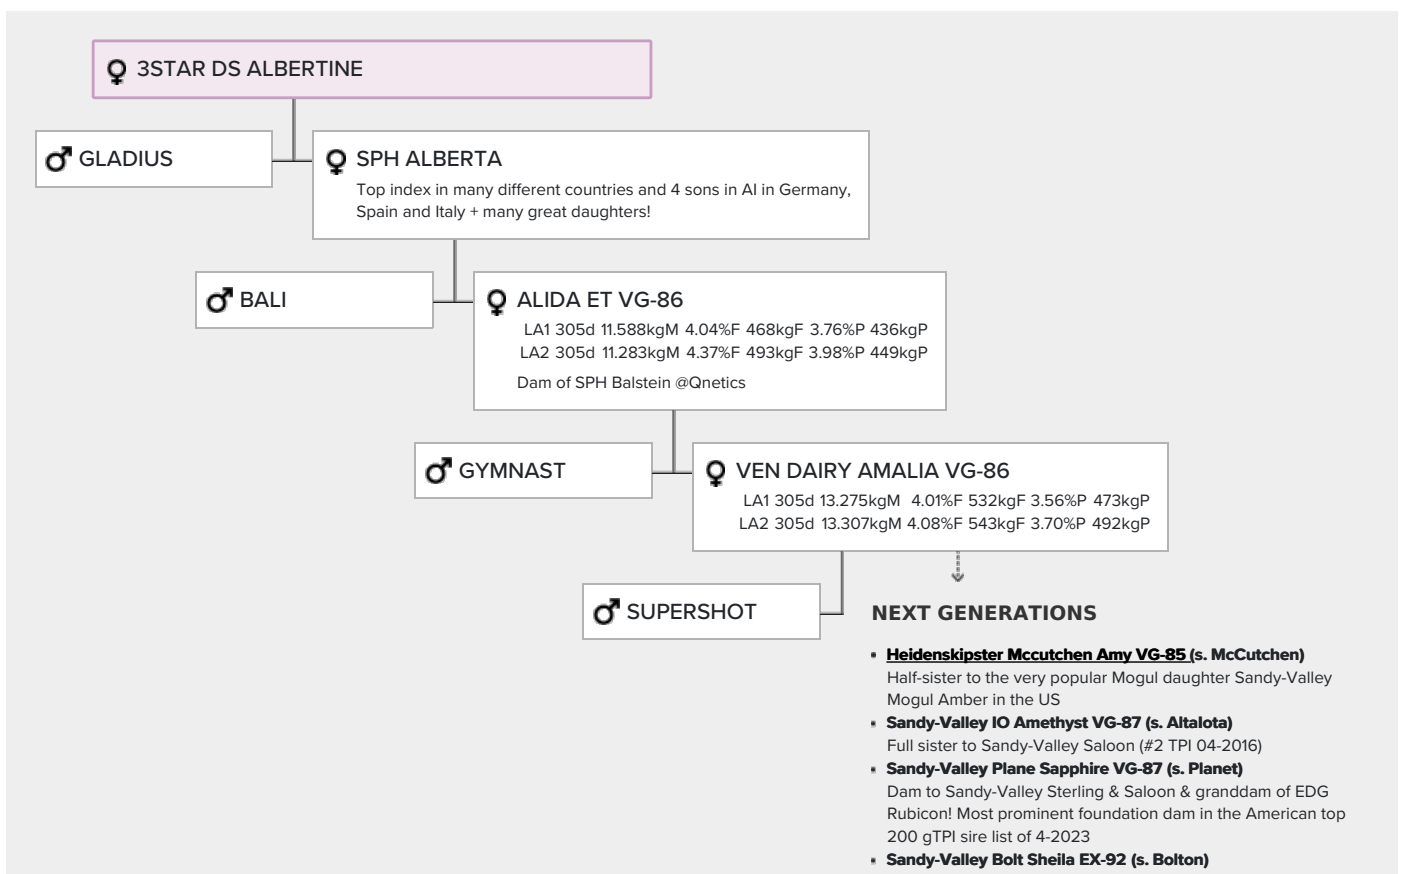 3STAR DS ALBERTINE
GLADIUS
SPH ALBERTA
Top index in many different countries and 4 sons in AI in Germany,
Spain and Italy + many great daughters!
BALI
ALIDA ET VG-86
LA1 305d 11.588kgM 4.04%F 468kgF 3.76%P 436kgP
LA2 305d 11.283kgM 4.37%F 493kgF 3.98%P 449kgP
Dam of SPH Balstein @Qnetics
GYMNAST
VEN DAIRY AMALIA VG-86
LA1 305d 13.275kgM 4.01%F 532kgF 3.56%P 473kgP
LA2 305d 13.307kgM 4.08%F 543kgF 3.70%P 492kgP
SUPERSHOT
NEXT GENERATIONS
Heidenskipster Mccutchen Amy VG-85 (s. McCutchen)
Half-sister to the very popular Mogul daughter Sandy-Valley
Mogul Amber in the US
Sandy-Valley IO Amethyst VG-87 (s. AltaIota)
Full sister to Sandy-Valley Saloon (#2 TPI 04-2016)
Sandy-Valley Plane Sapphire VG-87 (s. Planet)
Dam to Sandy-Valley Sterling & Saloon & granddam of EDG
Rubicon! Most prominent foundation dam in the American top
200 gTPI sire list of 4-2023
Sandy-Valley Bolt Sheila EX-92 (s. Bolton)